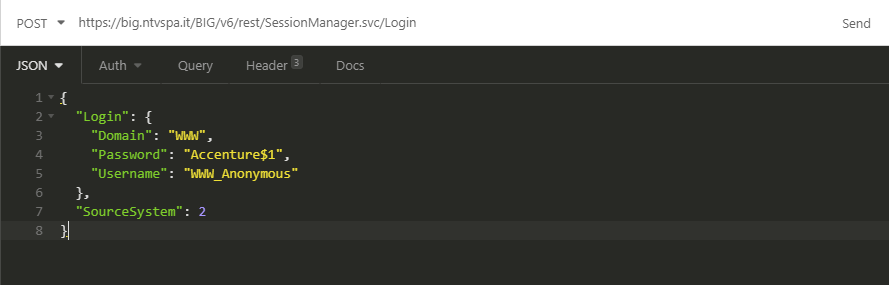 POST https://big.ntvspa.it/BIG/v6/rest/SessionManager.svc/Login Send
JSON Auth Query Header 3 Docs
1 {
2 "Login": {
3 "Domain": "WWW",
4 "Password": "Accenture$1",
5 "Username": "WWW_Anonymous"
6 },
7 "SourceSystem": 2
8 }